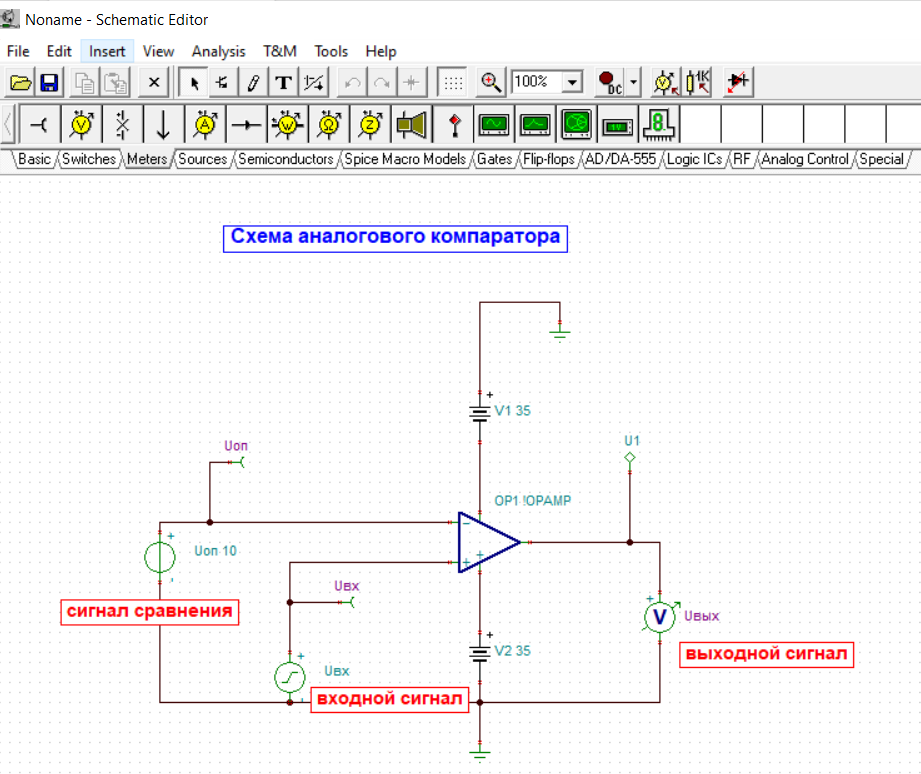 Noname - Schematic Editor
File Edit Insert View Analysis T&M Tools Help
100% DC 1K
Basic Switches Meters Sources Semiconductors Spice Macro Models Gates Flip-flops AD/DA-555 Logic ICs RF Analog Control Special
Схема аналогового компаратора
V1 35
Uоп
U1
OP1 !OPAMP
Uоп 10
Uвх
сигнал сравнения
V Uвых
V2 35
выходной сигнал
Uвх
входной сигнал